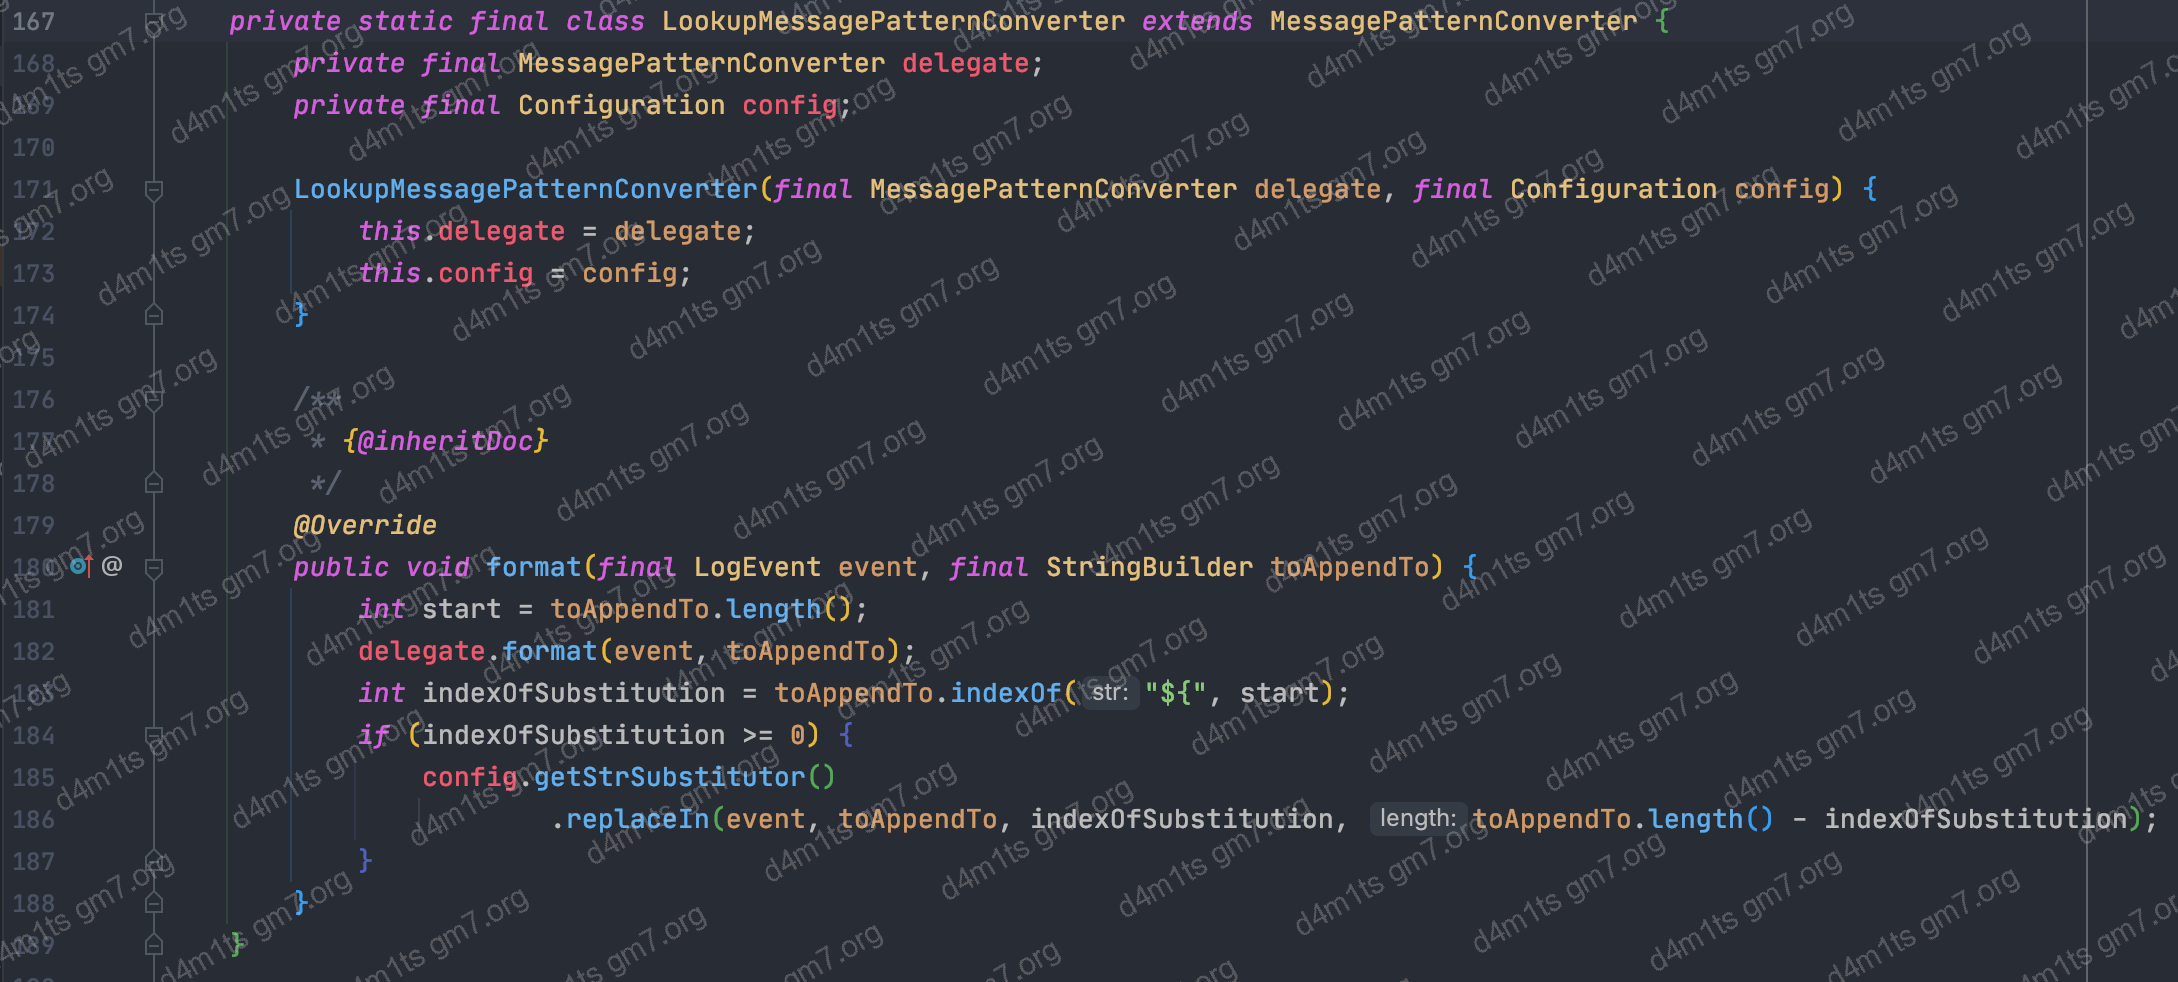 167 private static final class LookupMessagePatternConverter extends MessagePatternConverter {
168 private final MessagePatternConverter delegate;
169 private final Configuration config;
170
171 LookupMessagePatternConverter(final MessagePatternConverter delegate, final Configuration config) {
172 this.delegate = delegate;
173 this.config = config;
174 }
175
176 /**
177 * {@inheritDoc}
178 */
179 @Override
180 @ public void format(final LogEvent event, final StringBuilder toAppendTo) {
181 int start = toAppendTo.length();
182 delegate.format(event, toAppendTo);
183 int indexOfSubstitution = toAppendTo.indexOf( str: "${", start);
184 if (indexOfSubstitution >= 0) {
185 config.getStrSubstitutor()
186 .replaceIn(event, toAppendTo, indexOfSubstitution, length: toAppendTo.length() - indexOfSubstitution);
187 }
188 }
189 }
d4m1ts gm7.org